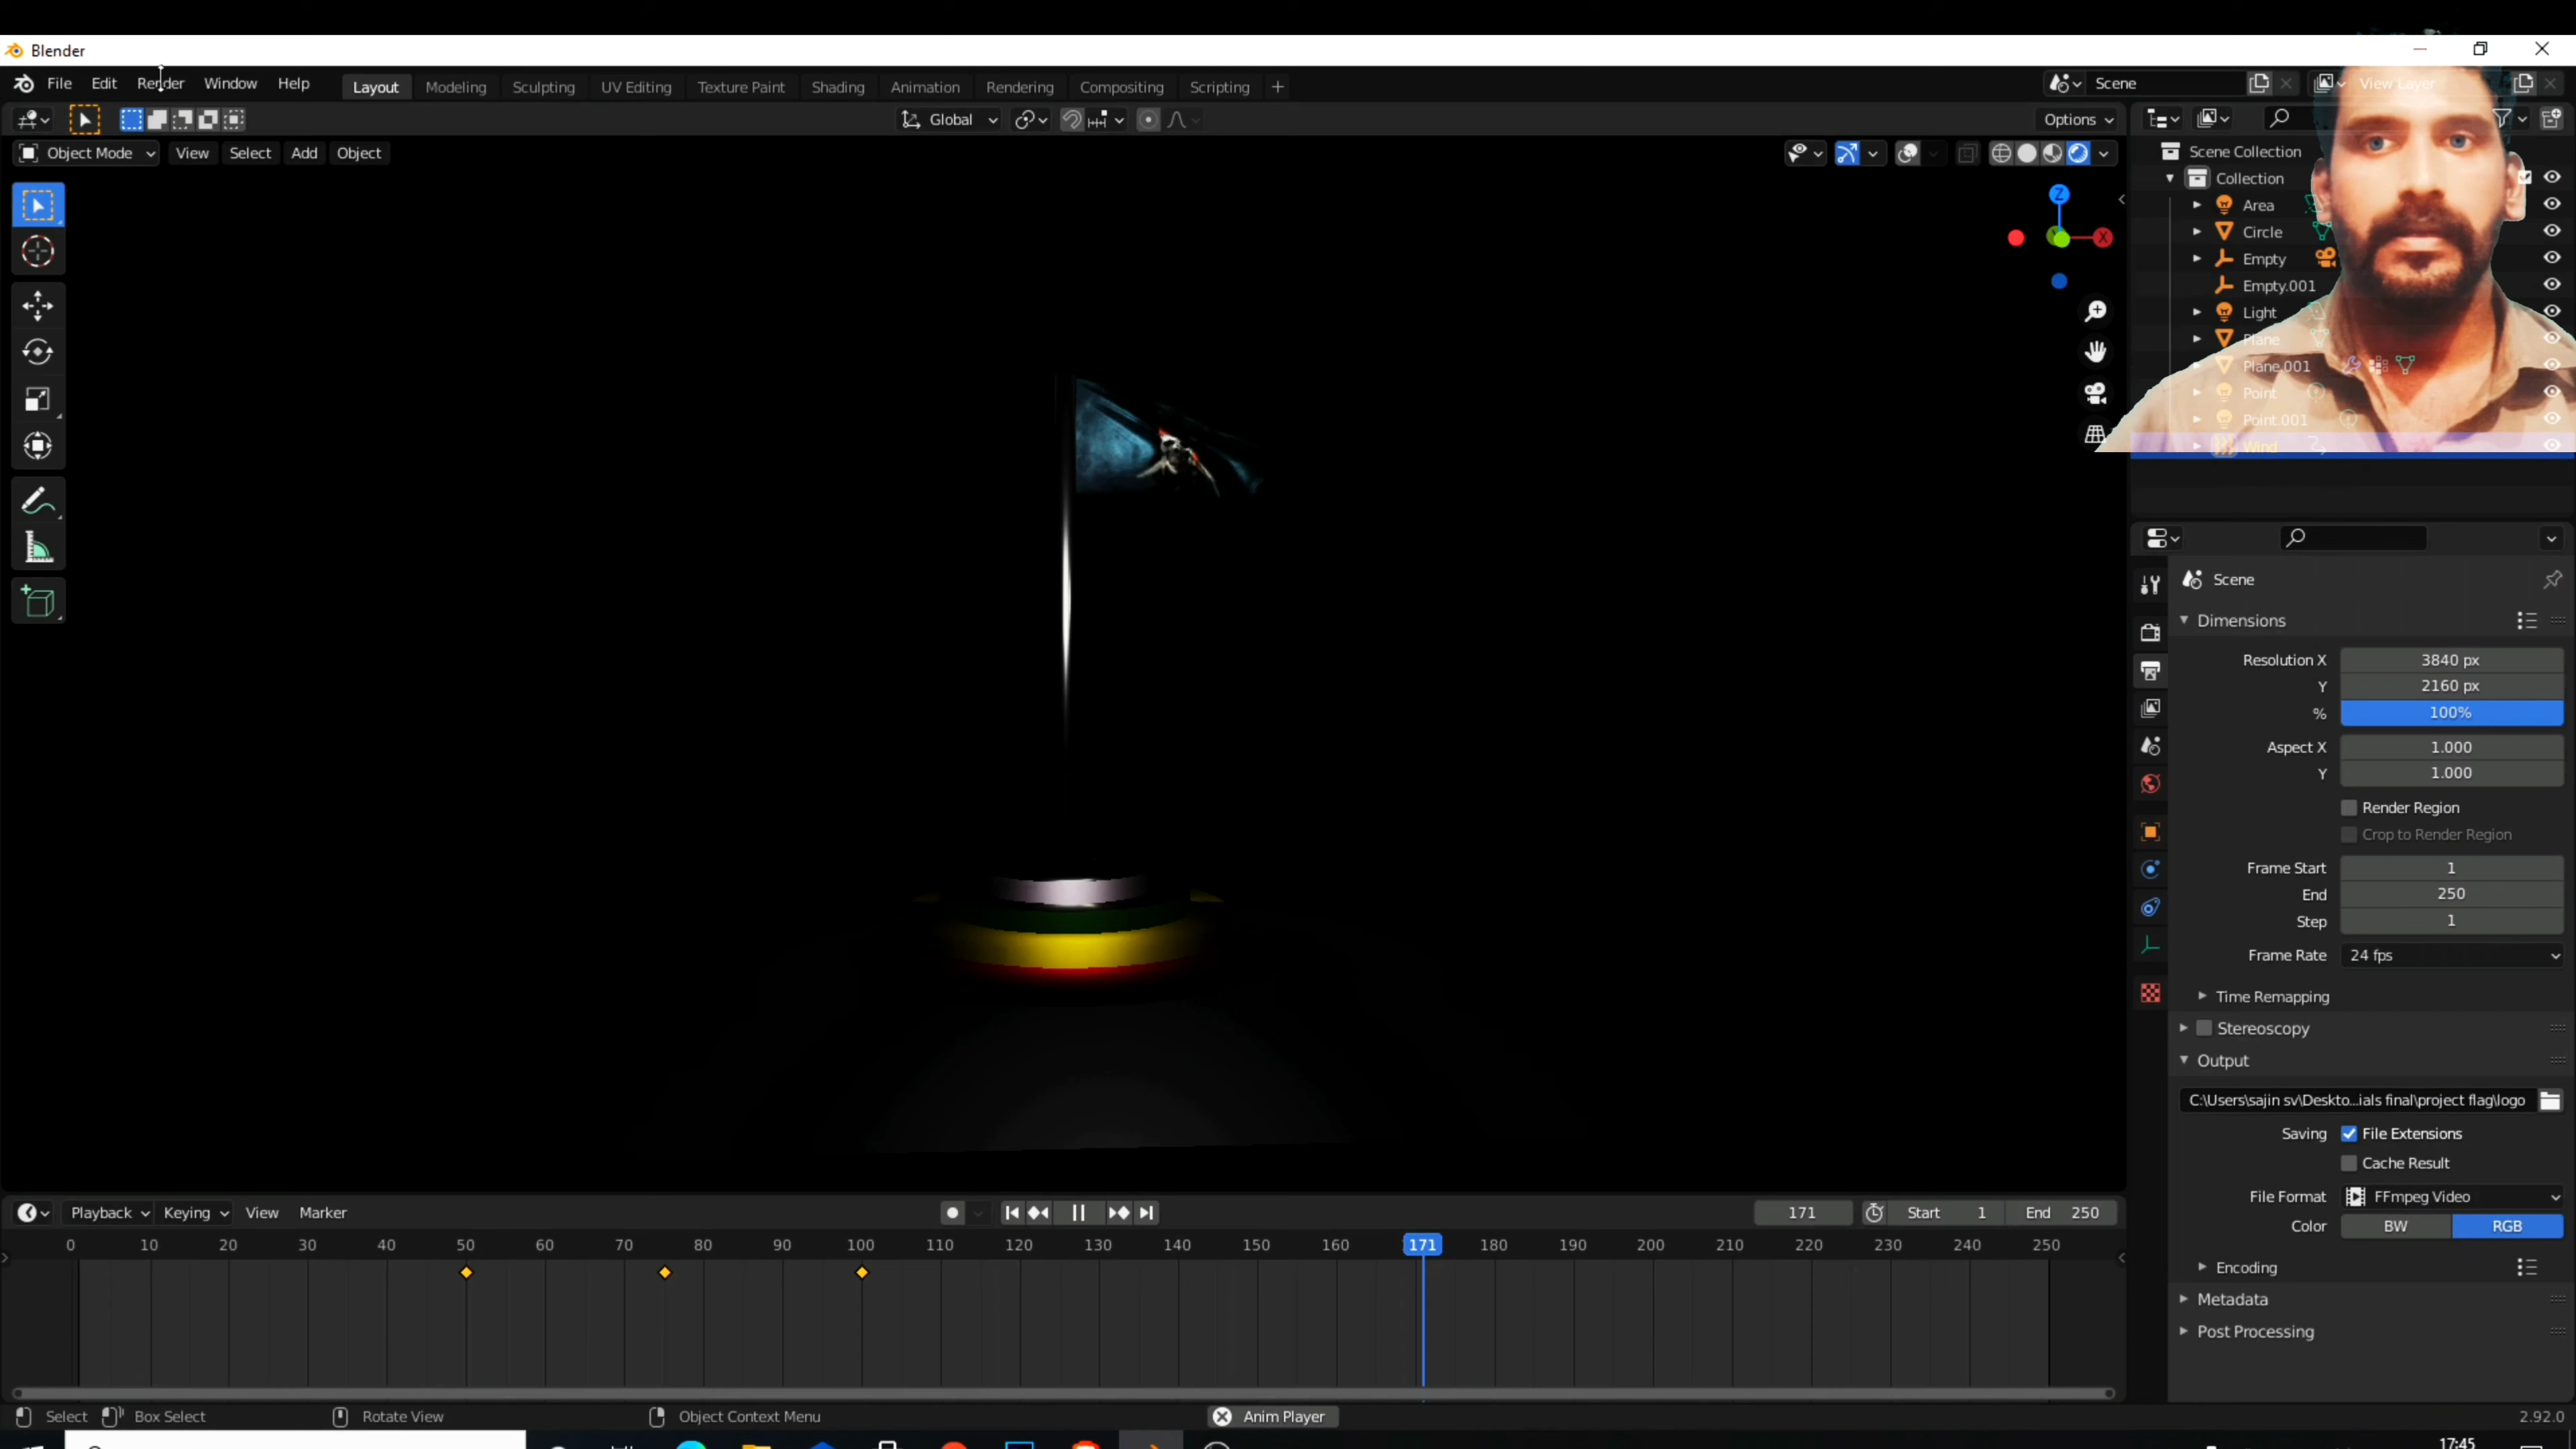 Blender
File Edit Render Window Help Layout Modeling Sculpting UV Editing Texture Paint Shading Animation Rendering Compositing Scripting + Scene View Layer
Global Options
Object Mode View Select Add Object
Z
X
Scene Collection
Collection
Area
Circle
Empty
Empty.001
Light
Plane
Plane.001
Point
Point.001
Wind
Scene
Dimensions
Resolution X 3840 px
Y 2160 px
% 100%
Aspect X 1.000
Y 1.000
Render Region
Crop to Render Region
Frame Start 1
End 250
Step 1
Frame Rate 24 fps
Time Remapping
Stereoscopy
Output
C:\Users\sajin sv\Deskto...ials final\project flag\logo
Saving File Extensions
Cache Result
File Format FFmpeg Video
Color BW RGB
Encoding
Metadata
Post Processing
Playback Keying View Marker 171 Start 1 End 250
0 10 20 30 40 50 60 70 80 90 100 110 120 130 140 150 160 171 180 190 200 210 220 230 240 250
Select Box Select Rotate View Object Context Menu Anim Player 2.92.0
17:45